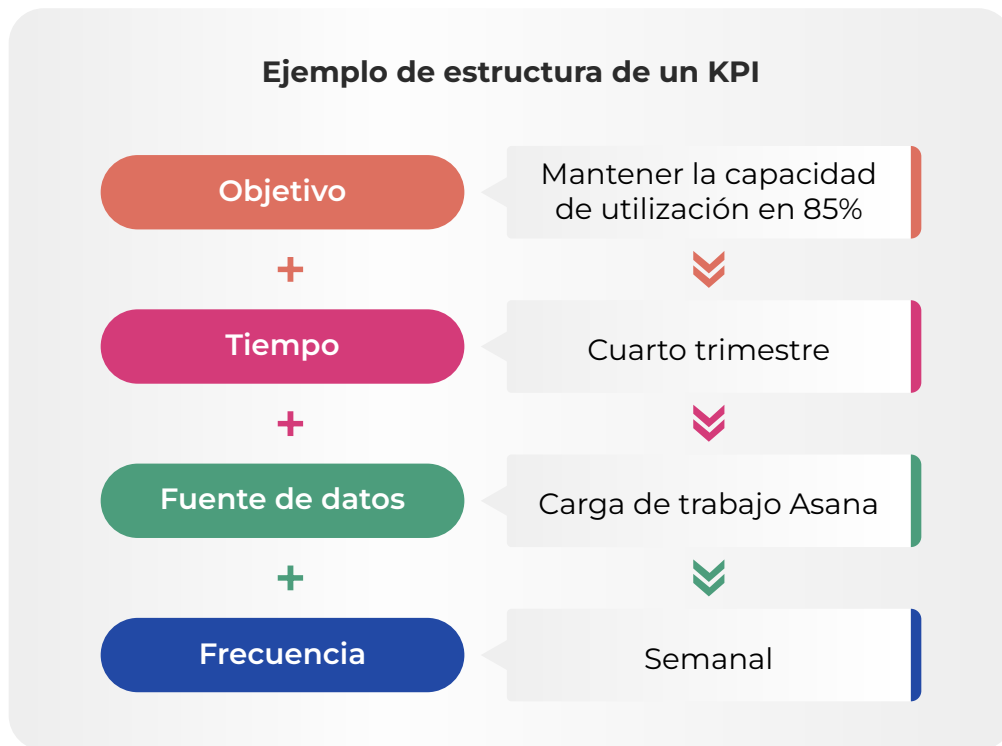 Ejemplo de estructura de un KPI
Objetivo
Mantener la capacidad
de utilización en 85%
+
Tiempo
Cuarto trimestre
+
Fuente de datos
Carga de trabajo Asana
+
Frecuencia
Semanal